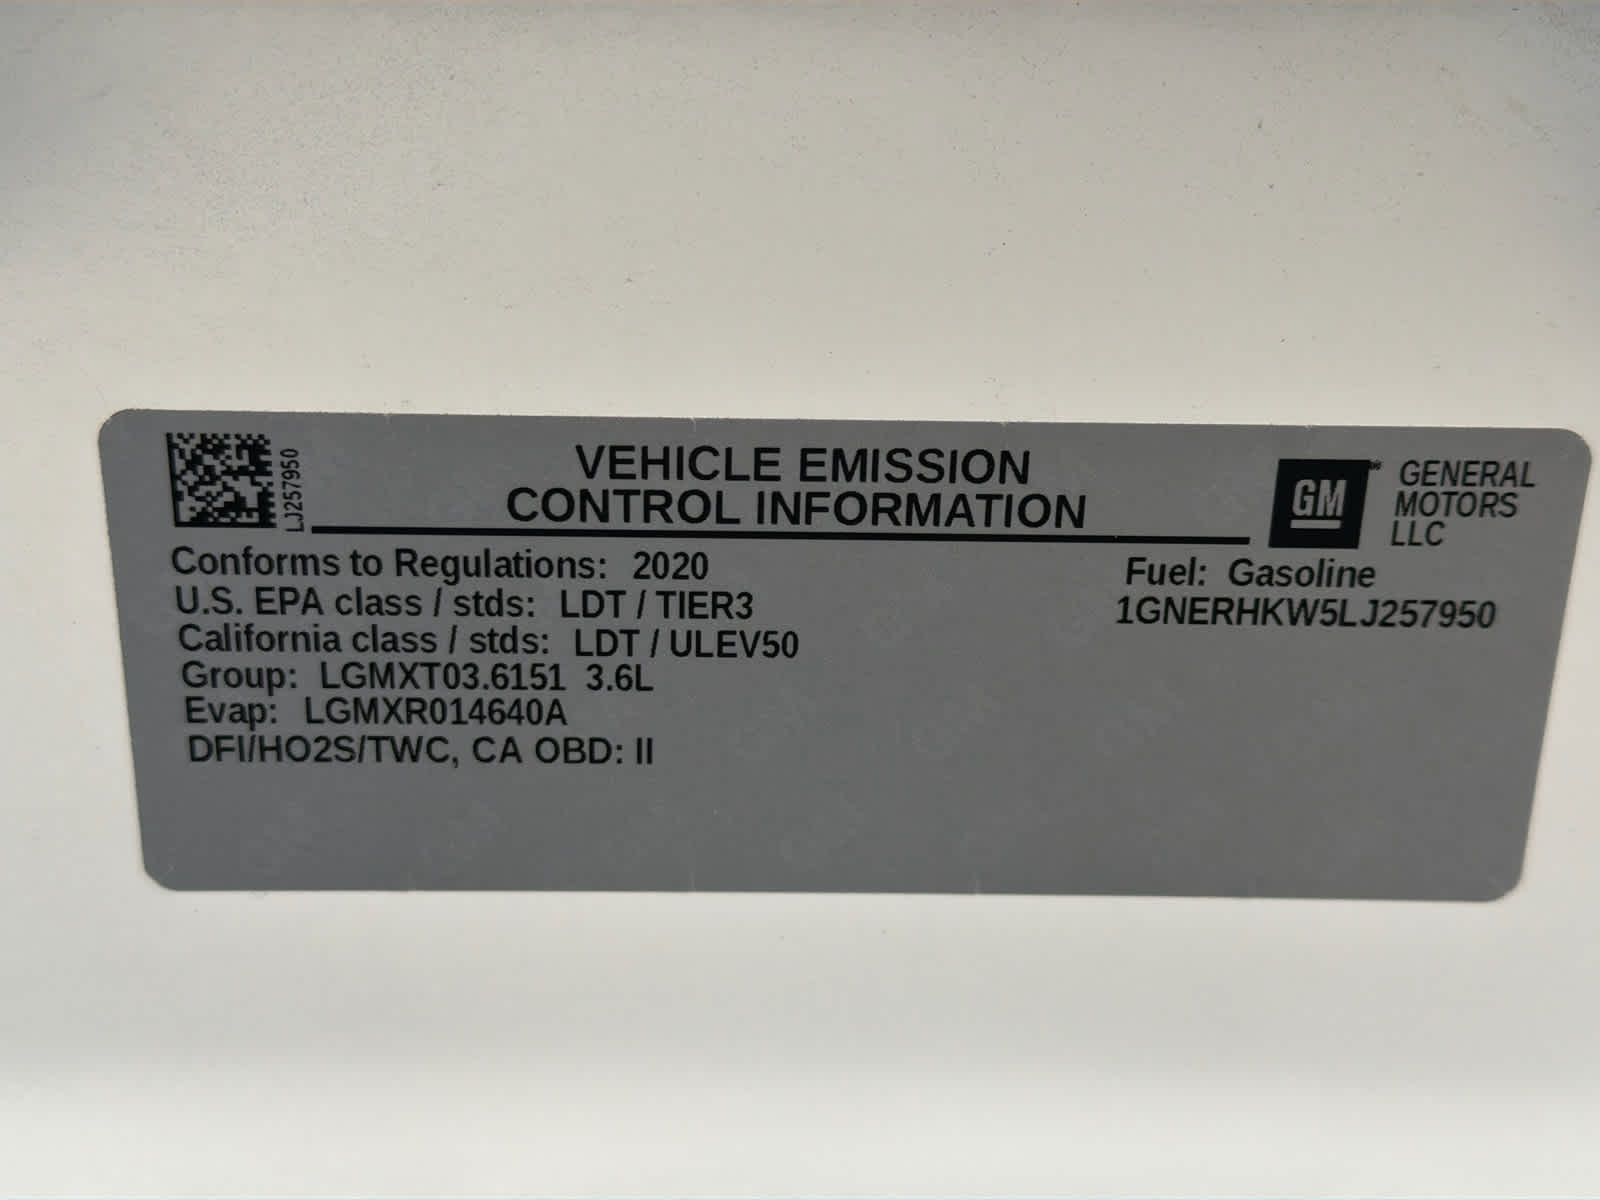 LJ257950
VEHICLE EMISSION
CONTROL INFORMATION
GM
GENERAL
MOTORS
LLC
Conforms to Regulations: 2020
U.S. EPA class / stds: LDT / TIER3
California class / stds: LDT / ULEV50
Group: LGMXT03.6151 3.6L
Evap: LGMXR014640A
DFI/HO2S/TWC, CA OBD: II
Fuel: Gasoline
1GNERHKW5LJ257950